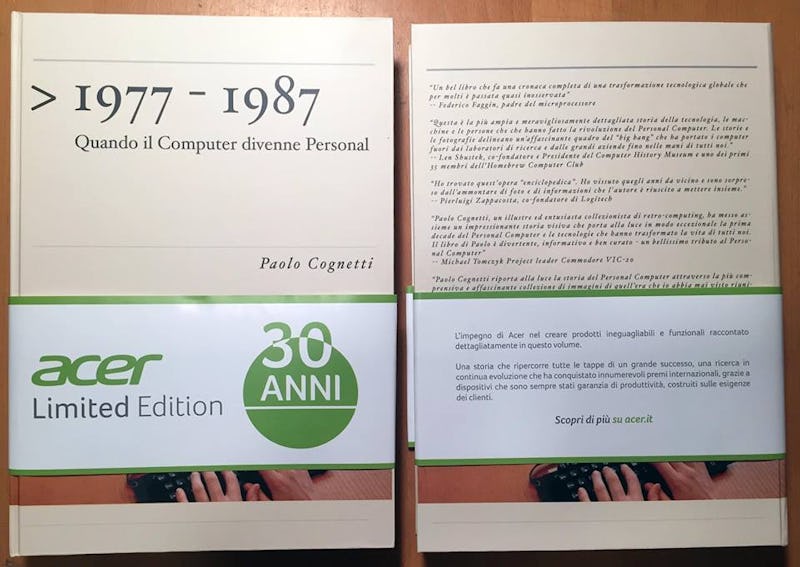 > 1977 - 1987
Quando il Computer divenne Personal
Paolo Cognetti
acer
Limited Edition
30
ANNI
"Un bel libro che fa una cronaca completa di una trasformazione tecnologica globale che
per molti è passata quasi inosservata"
-- Federico Faggin, padre del microprocessore
"Questa è la più ampia e meravigliosamente dettagliata storia della tecnologia, le mac-
chine e le persone che che hanno fatto la rivoluzione del Personal Computer. Le storie e
le fotografie delineano un'affascinante quadro del "big bang" che ha portato i computer
fuori dai laboratori di ricerca e dalle grandi aziende fino nelle mani di tutti noi."
-- Len Shustek, co-fondatore e Presidente del Computer History Museum e uno dei primi
35 membri dell'Homebrew Computer Club
"Ho trovato quest'opera "enciclopedica". Ho vissuto quegli anni da vicino e sono sorpre-
so dall'ammontare di foto e di informazioni che l'autore è riuscito a mettere insieme."
-- Pierluigi Zappacosta, co-fondatore di Logitech
"Paolo Cognetti, un illustre ed entusiasta collezionista di retro-computing, ha messo as-
sieme un impressionante storia visiva che porta alla luce in modo eccezionale la prima
decade del Personal Computer e le tecnologie che hanno trasformato la vita di tutti noi.
Il libro di Paolo è divertente, informativo e ben curato - un bellissimo tributo al Perso-
nal Computer"
-- Michael Tomczyk Project leader Commodore VIC-20
"Paolo Cognetti riporta alla luce la storia del Personal Computer attraverso la più com-
prensiva e affascinante collezione di immagini di quell'era che io abbia mai visto riuni-
L'impegno di Acer nel creare prodotti ineguagliabili e funzionali raccontato
dettagliatamente in questo volume.
Una storia che ripercorre tutte le tappe di un grande successo, una ricerca in
continua evoluzione che ha conquistato innumerevoli premi internazionali, grazie a
dispositivi che sono sempre stati garanzia di produttività, costruiti sulle esigenze
dei clienti.
Scopri di più su acer.it